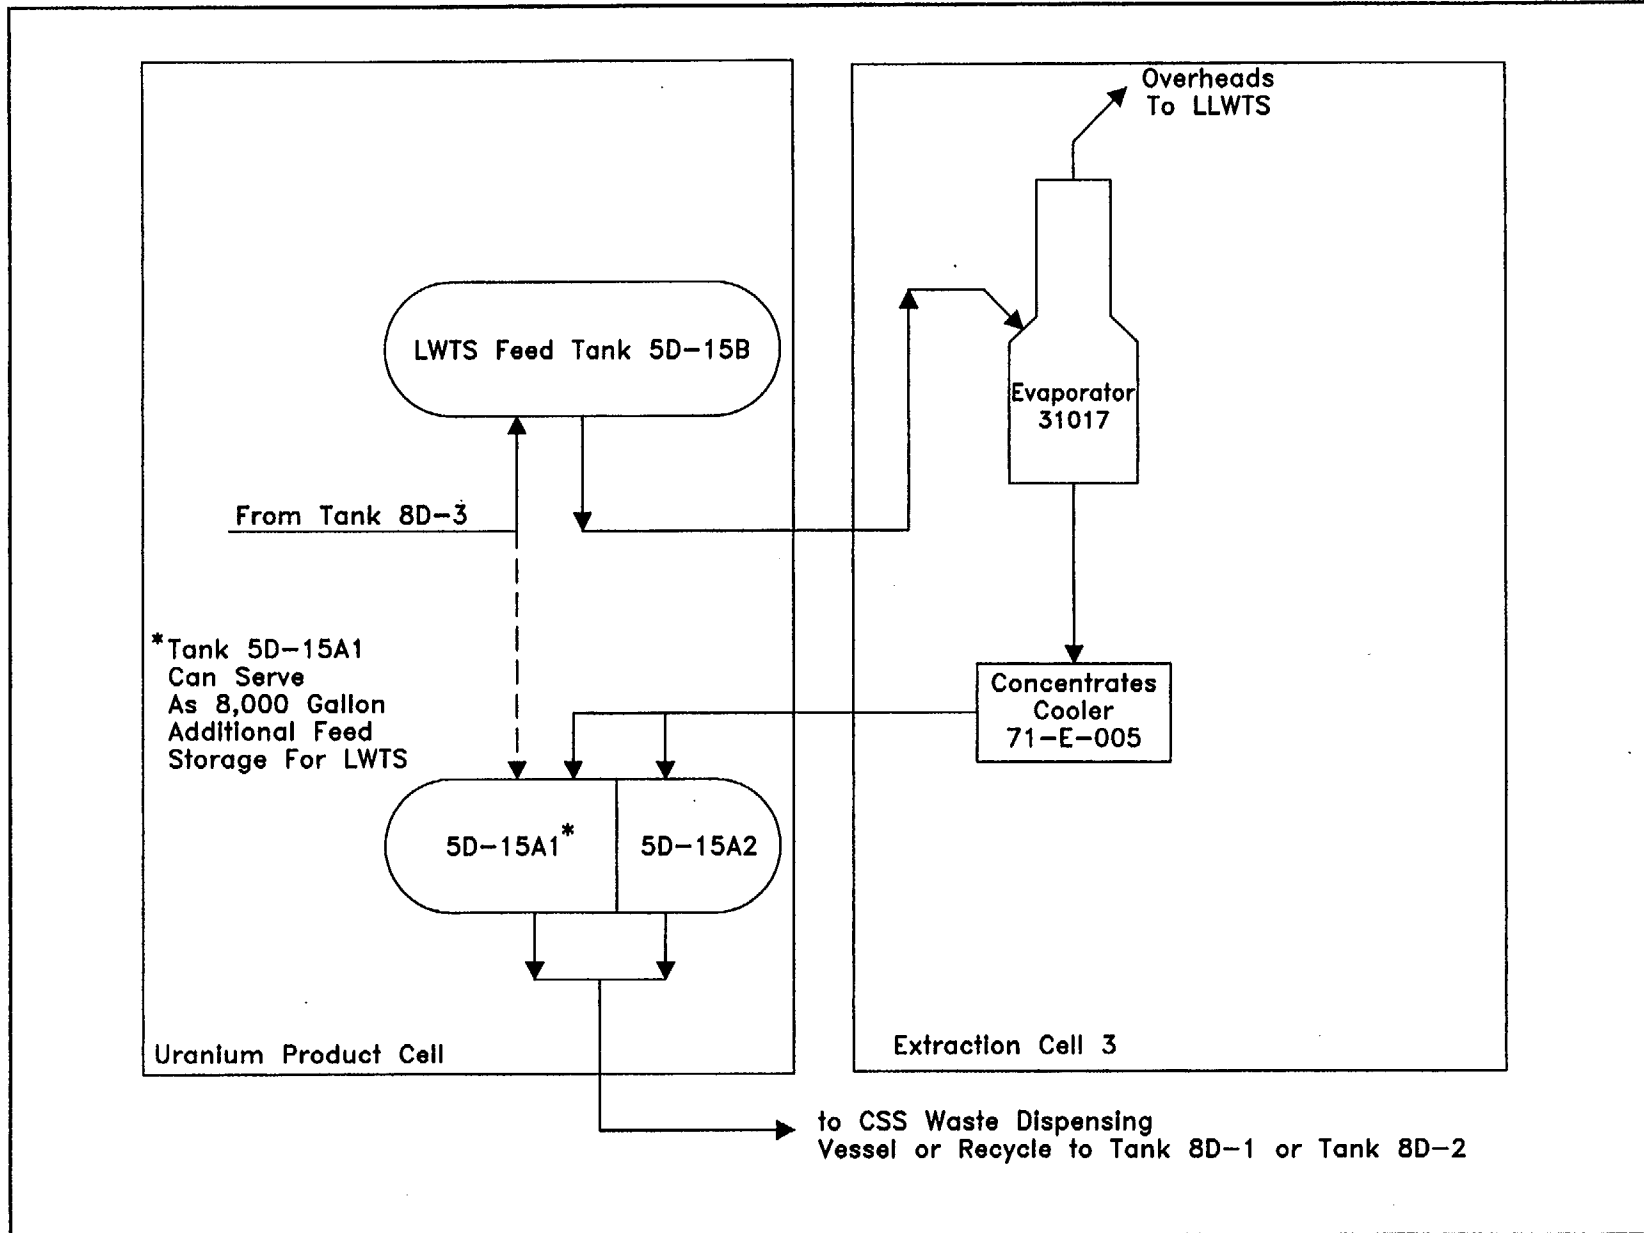 Overheads
To LLWTS
LWTS Feed Tank 5D-15B
Evaporator
31017
From Tank 8D-3
*Tank 5D-15A1
Can Serve
As 8,000 Gallon
Additional Feed
Storage For LWTS
Concentrates
Cooler
71-E-005
5D-15A1*
5D-15A2
Uranium Product Cell
Extraction Cell 3
to CSS Waste Dispensing
Vessel or Recycle to Tank 8D-1 or Tank 8D-2